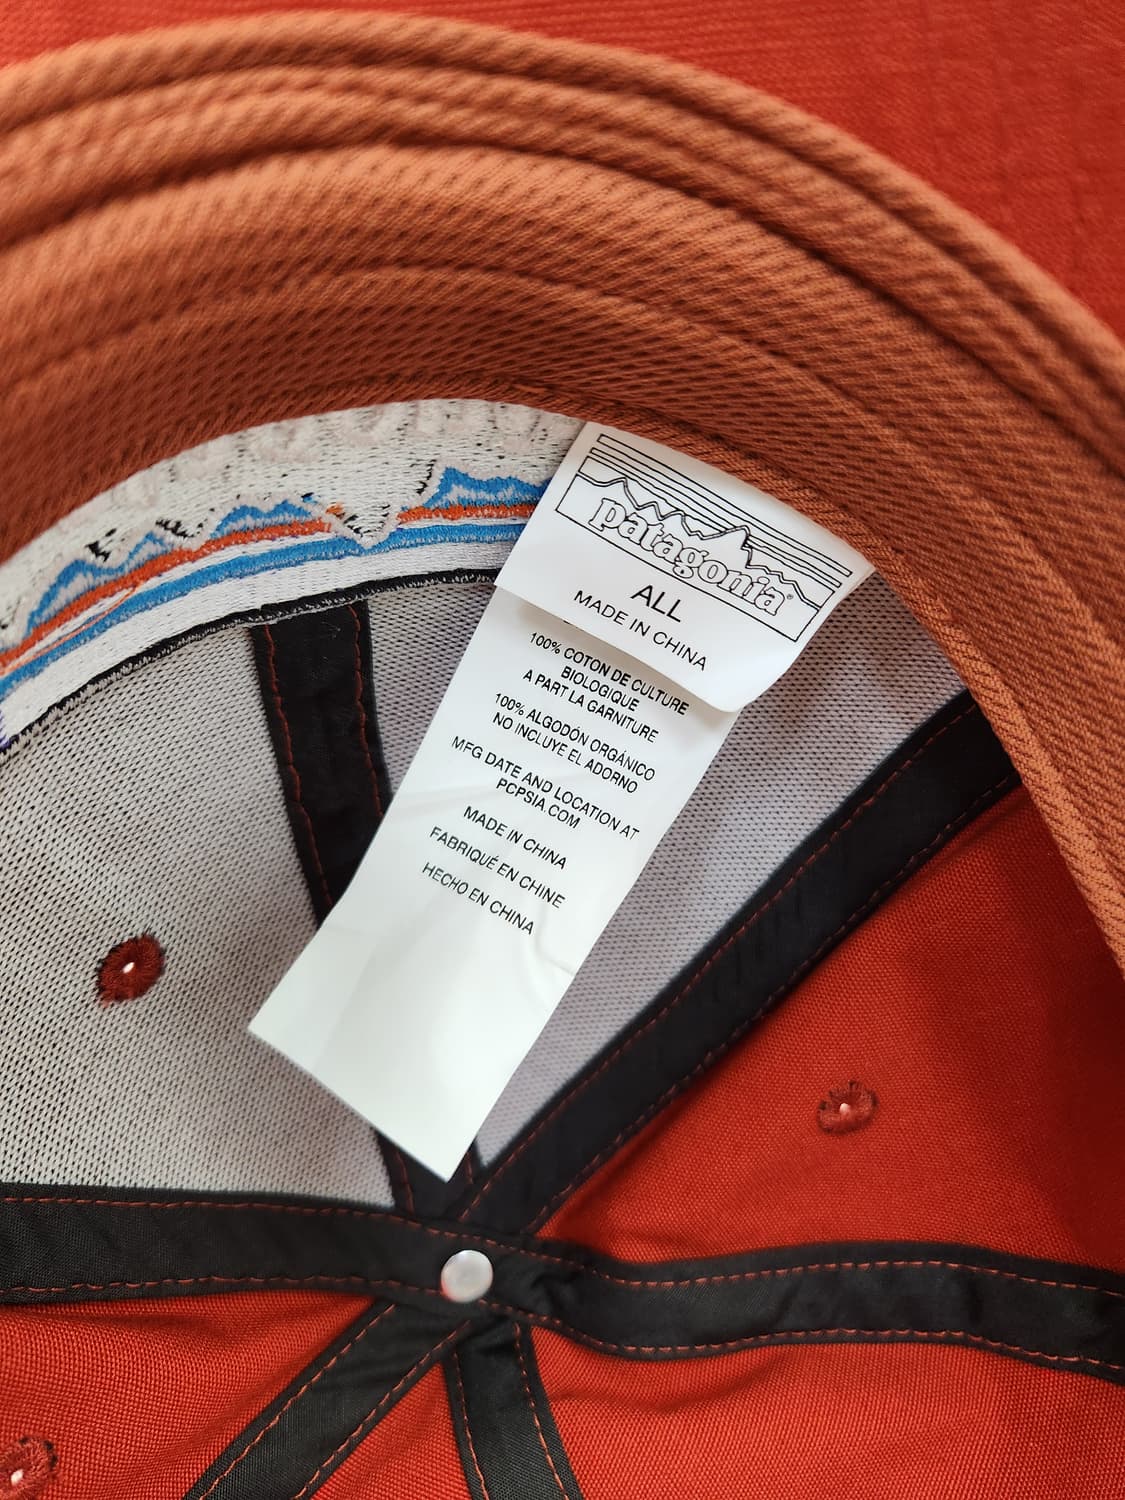 patagonia®
ALL
MADE IN CHINA
100% COTON DE CULTURE
BIOLOGIQUE
A PART LA GARNITURE
100% ALGODÓN ORGÁNICO
NO INCLUYE EL ADORNO
MFG DATE AND LOCATION AT
PCPSIA.COM
MADE IN CHINA
FABRIQUÉ EN CHINE
HECHO EN CHINA